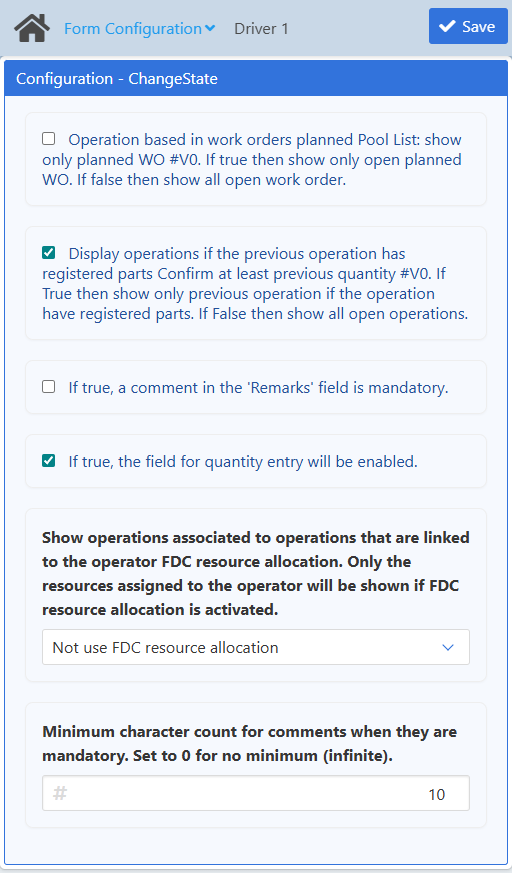 Form Configuration Driver 1 Save
Configuration - ChangeState
Operation based in work orders planned Pool List: show
only planned WO #V0. If true then show only open planned
WO. If false then show all open work order.
Display operations if the previous operation has
registered parts Confirm at least previous quantity #V0. If
True then show only previous operation if the operation
have registered parts. If False then show all open operations.
If true, a comment in the 'Remarks' field is mandatory.
If true, the field for quantity entry will be enabled.
Show operations associated to operations that are linked
to the operator FDC resource allocation. Only the
resources assigned to the operator will be shown if FDC
resource allocation is activated.
Not use FDC resource allocation
Minimum character count for comments when they are
mandatory. Set to 0 for no minimum (infinite).
# 10